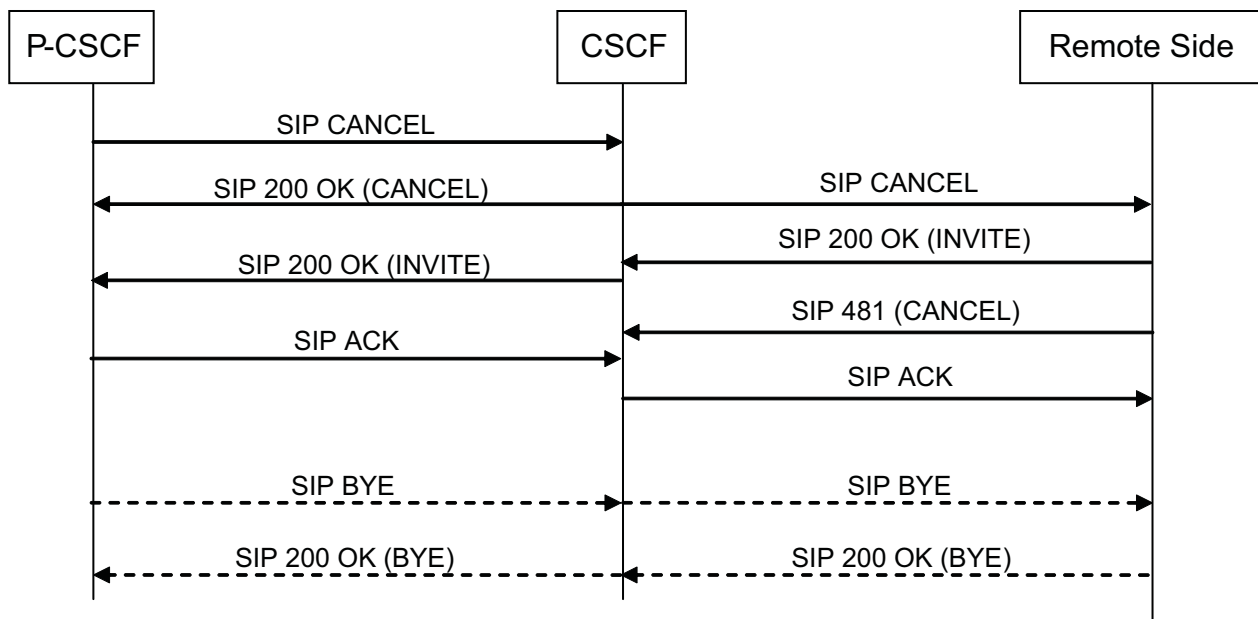 P-CSCF
CSCF
Remote Side
SIP CANCEL
SIP 200 OK (CANCEL)
SIP CANCEL
SIP 200 OK (INVITE)
SIP 200 OK (INVITE)
SIP 481 (CANCEL)
SIP ACK
SIP ACK
SIP BYE
SIP BYE
SIP 200 OK (BYE)
SIP 200 OK (BYE)